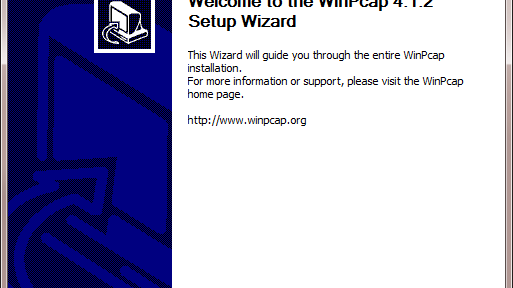 Welcome to the WinPcap 4.1.2
Setup Wizard
This Wizard will guide you through the entire WinPcap
installation.
For more information or support, please visit the WinPcap
home page.
http://www.winpcap.org